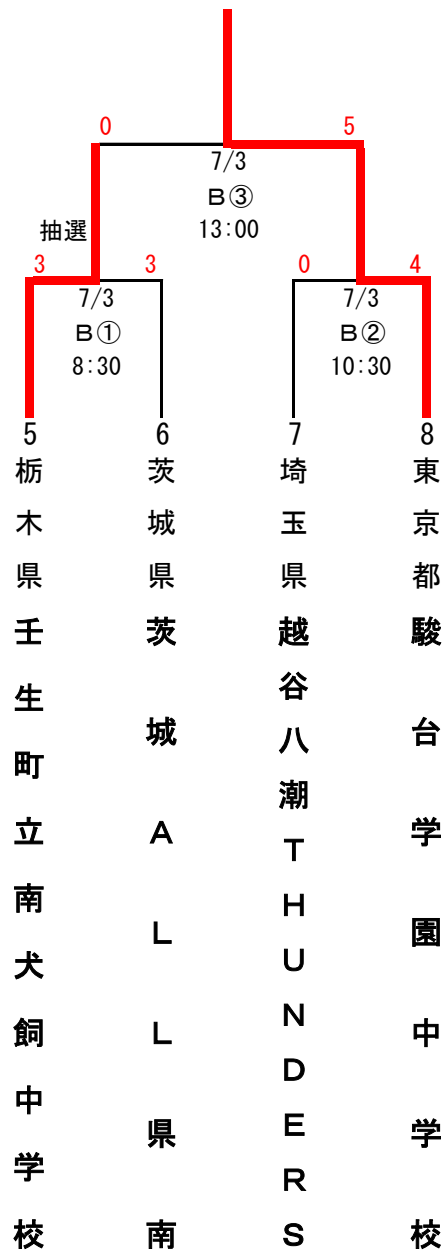 0 5
7/3
B③
13:00
抽選
3 3 0 4
7/3 7/3
B① B②
8:30 10:30
5 6 7 8
栃木県壬生町立南犬飼中学校
茨城県茨城ALL県南
埼玉県越谷八潮THUNDERS
東京都駿台学園中学校